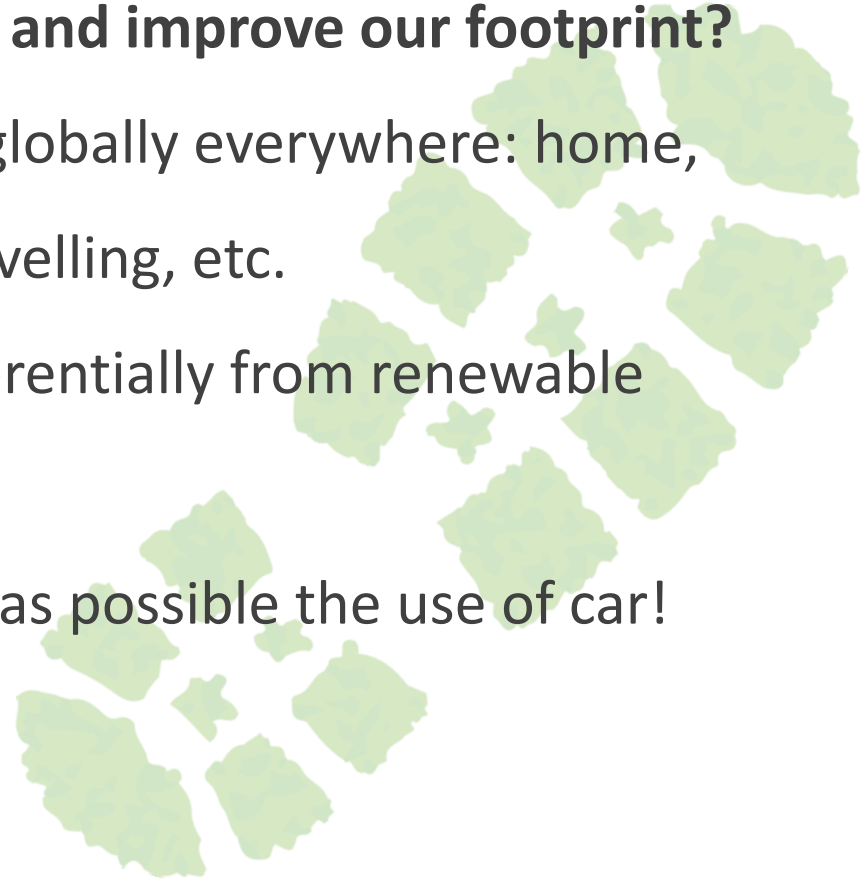 and improve our footprint?
globally everywhere: home,
velling, etc.
rentially from renewable
as possible the use of car!